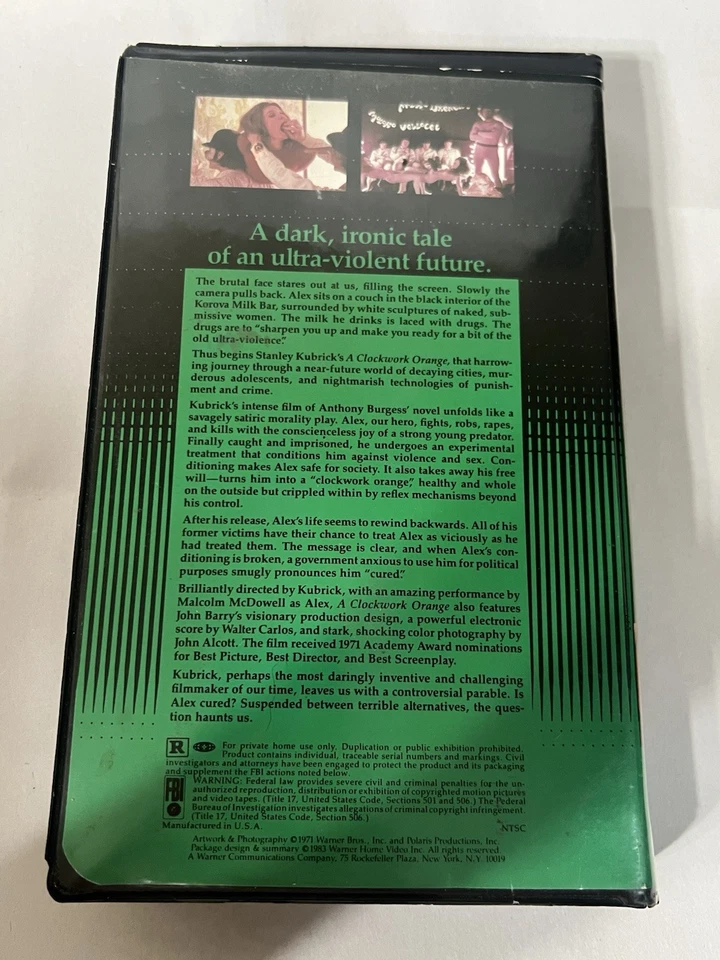 A dark, ironic tale
of an ultra-violent future.
The brutal face stares out at us, filling the screen. Slowly the
camera pulls back. Alex sits on a couch in the black interior of the
Korova Milk Bar, surrounded by white sculptures of naked, sub-
missive women. The milk he drinks is laced with drugs. The
drugs are to “sharpen you up and make you ready for a bit of the
old ultra-violence.”
Thus begins Stanley Kubrick's A Clockwork Orange, that harrow-
ing journey through a near-future world of decaying cities, mur-
derous adolescents, and nightmarish technologies of punish-
ment and crime.
Kubrick's intense film of Anthony Burgess' novel unfolds like a
savagely satiric morality play. Alex, our hero, fights, robs, rapes,
and kills with the conscienceless joy of a strong young predator.
Finally caught and imprisoned, he undergoes an experimental
treatment that conditions him against violence and sex. Con-
ditioning makes Alex safe for society. It also takes away his free
will—turns him into a “clockwork orange,” healthy and whole
on the outside but crippled within by reflex mechanisms beyond
his control.
After his release, Alex's life seems to rewind backwards. All of his
former victims have their chance to treat Alex as viciously as he
had treated them. The message is clear, and when Alex's con-
ditioning is broken, a government anxious to use him for political
purposes smugly pronounces him “cured.”
Brilliantly directed by Kubrick, with an amazing performance by
Malcolm McDowell as Alex, A Clockwork Orange also features
John Barry's visionary production design, a powerful electronic
score by Walter Carlos, and stark, shocking color photography by
John Alcott. The film received 1971 Academy Award nominations
for Best Picture, Best Director, and Best Screenplay.
Kubrick, perhaps the most daringly inventive and challenging
filmmaker of our time, leaves us with a controversial parable. Is
Alex cured? Suspended between terrible alternatives, the ques-
tion haunts us.
R For private home use only. Duplication or public exhibition prohibited.
Product contains individual, traceable serial numbers and markings. Civil
investigators and attorneys have been engaged to protect the product and its packaging
and supplement the FBI actions noted below.
FBI WARNING: Federal law provides severe civil and criminal penalties for the un-
authorized reproduction, distribution or exhibition of copyrighted motion pictures
and video tapes. (Title 17, United States Code, Sections 501 and 506.) The Federal
Bureau of Investigation investigates allegations of criminal copyright infringement.
(Title 17, United States Code, Section 506.)
Manufactured in U.S.A. NTSC
Artwork & Photography ©1971 Warner Bros., Inc. and Polaris Productions, Inc.
Package design & summary ©1983 Warner Home Video Inc. All rights reserved.
A Warner Communications Company, 75 Rockefeller Plaza, New York, N.Y. 10019